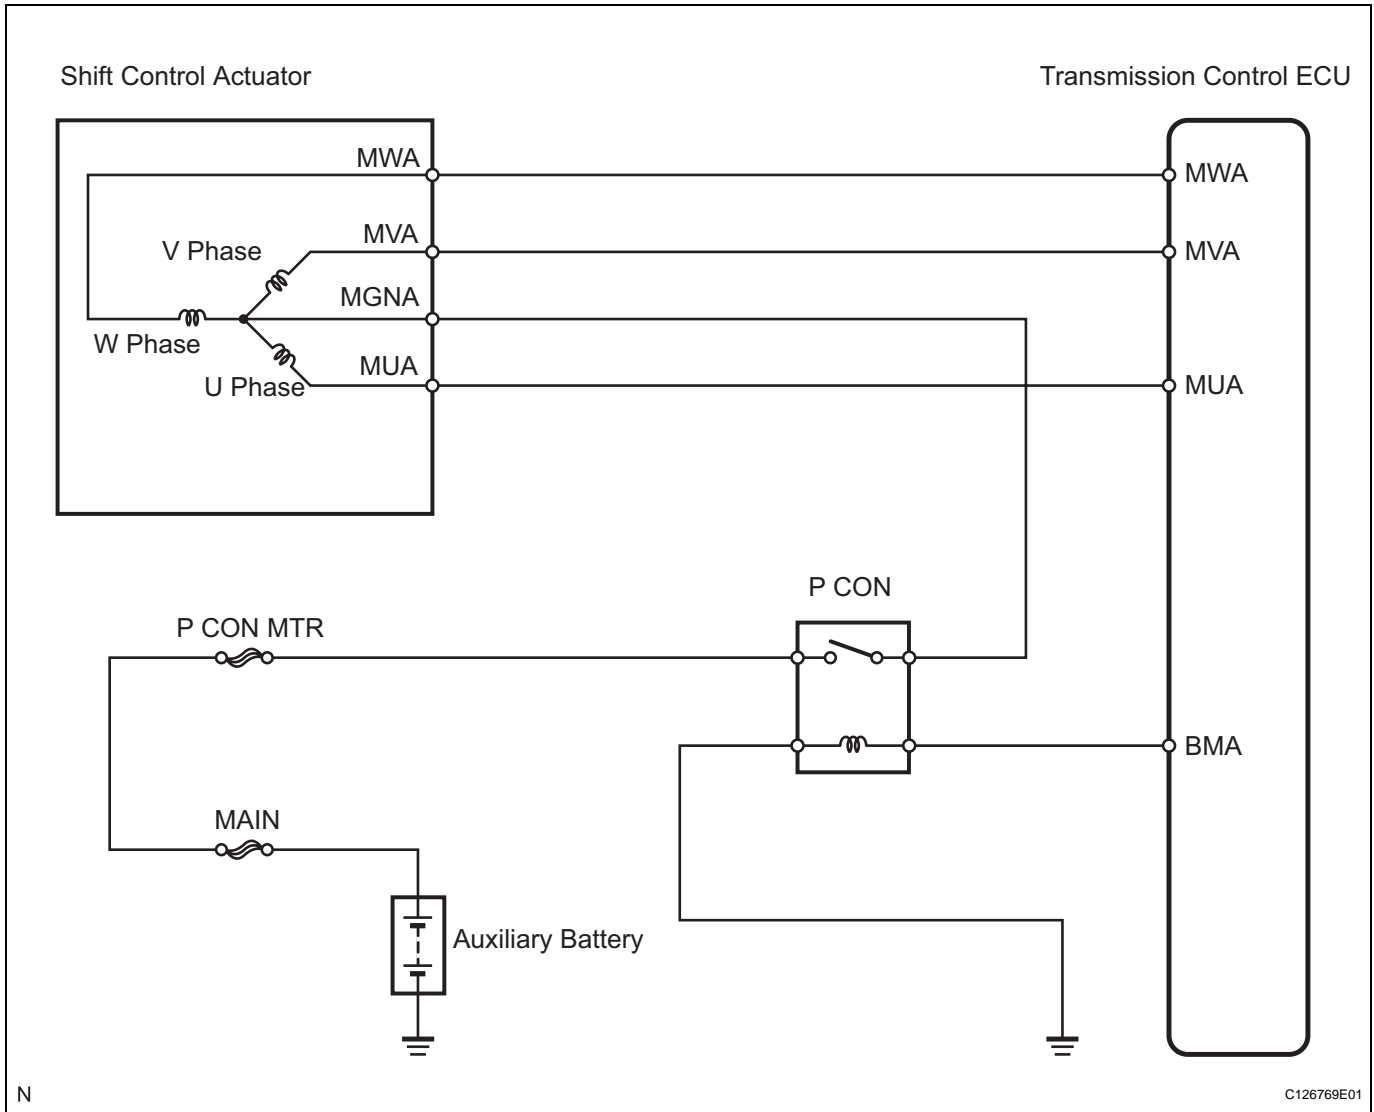 Shift Control Actuator
Transmission Control ECU
MWA
MWA
MVA
MVA
V Phase
MGNA
W Phase
MUA
MUA
U Phase
P CON
P CON MTR
BMA
MAIN
Auxiliary Battery
N
C126769E01